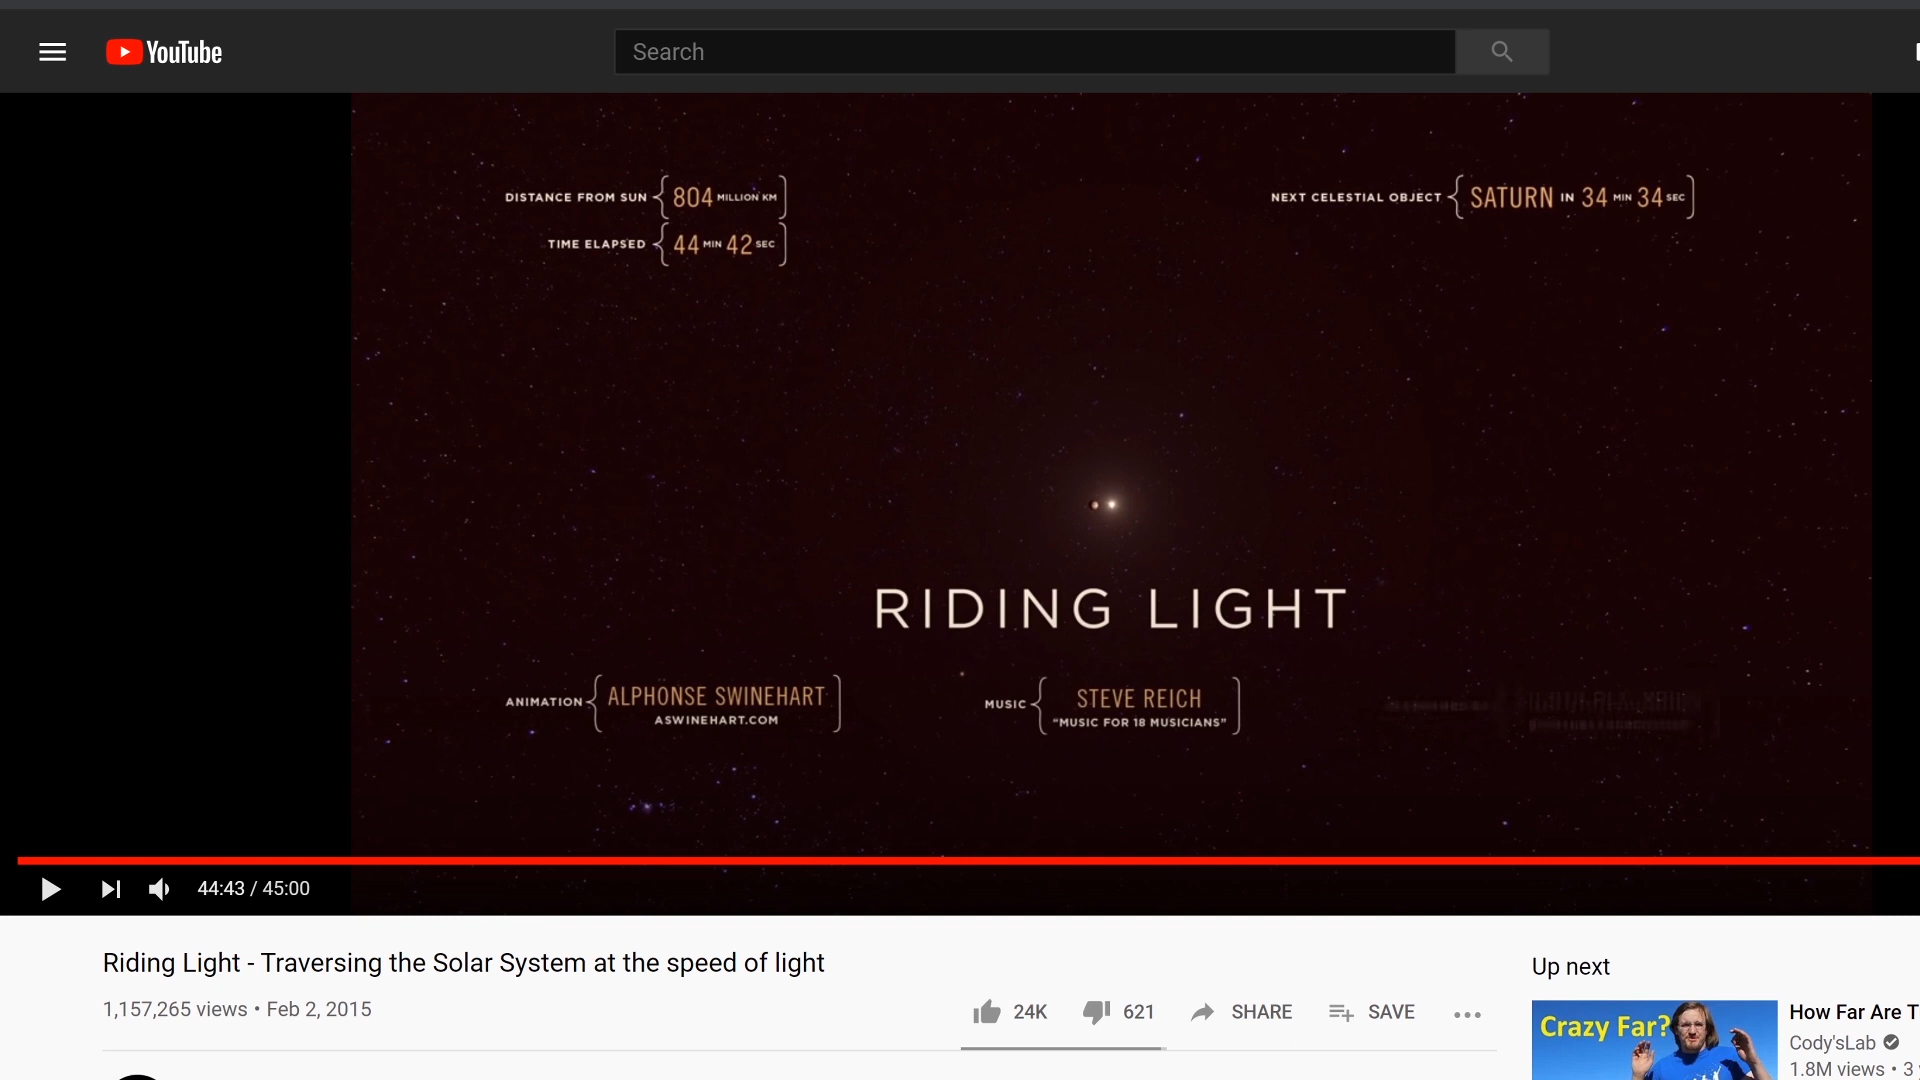 YouTube
Search
DISTANCE FROM SUN 804 MILLION KM
NEXT CELESTIAL OBJECT SATURN IN 34 MIN 34 SEC
TIME ELAPSED 44 MIN 42 SEC
RIDING LIGHT
ANIMATION ALPHONSE SWINEHART
ASWINEHART.COM
MUSIC STEVE REICH
"MUSIC FOR 18 MUSICIANS"
44:43 / 45:00
Riding Light - Traversing the Solar System at the speed of light
1,157,265 views • Feb 2, 2015
24K
621
SHARE
SAVE
Up next
Crazy Far?
How Far Are T
Cody'sLab
1.8M views • 3